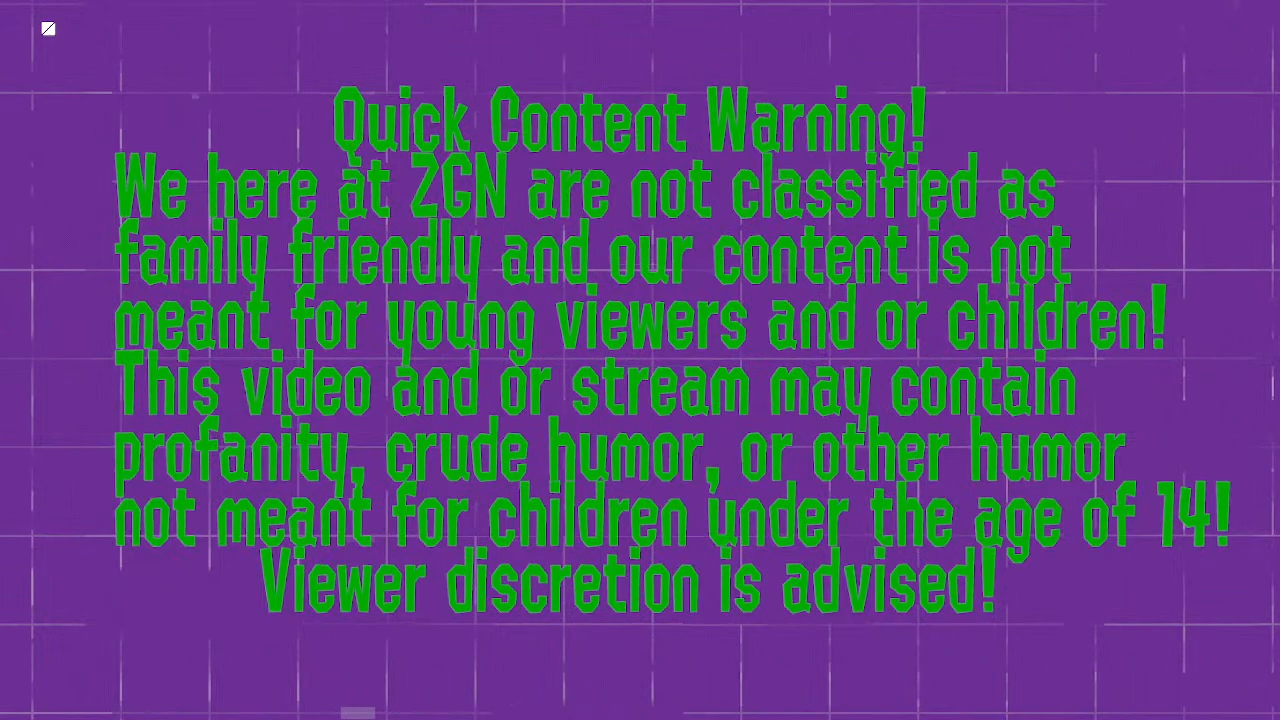 Quick Content Warning!
We here at ZGN are not classified as
family friendly and our content is not
meant for young viewers and or children!
This video and or stream may contain
profanity, crude humor, or other humor
not meant for children under the age of 14!
Viewer discretion is advised!